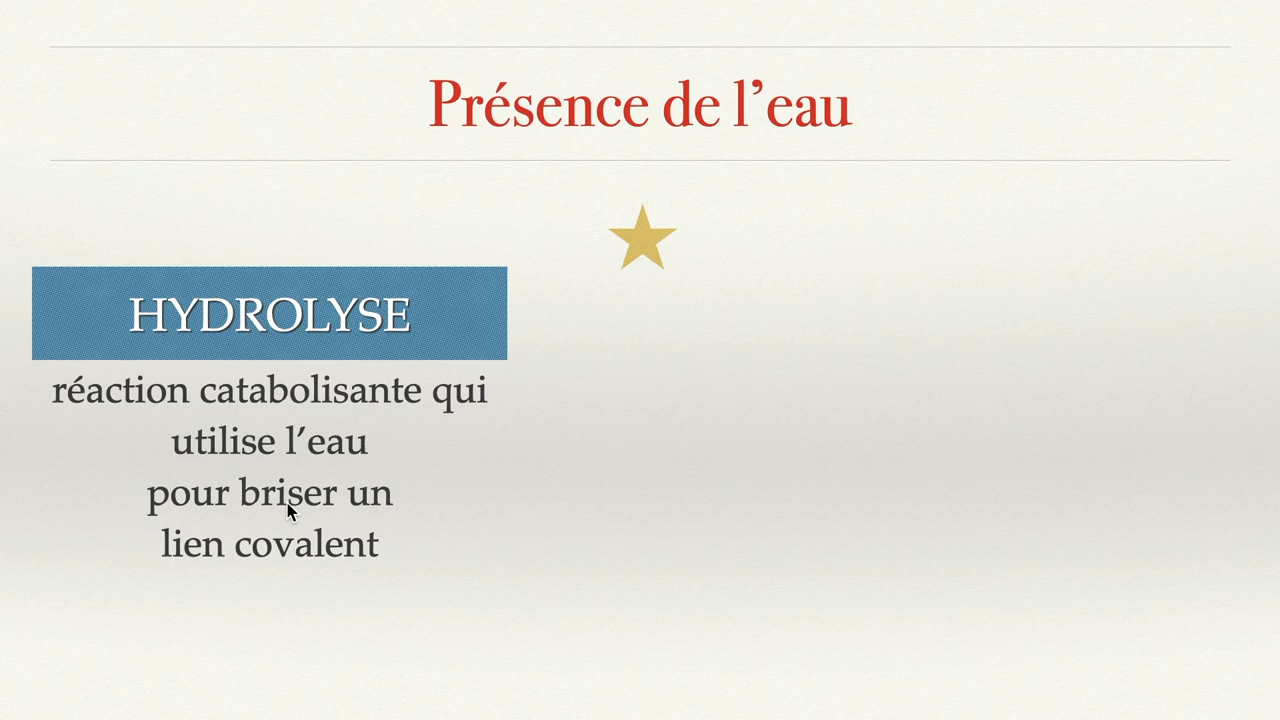 Présence de l’eau
HYDROLYSE
réaction catabolisante qui
utilise l’eau
pour briser un
lien covalent